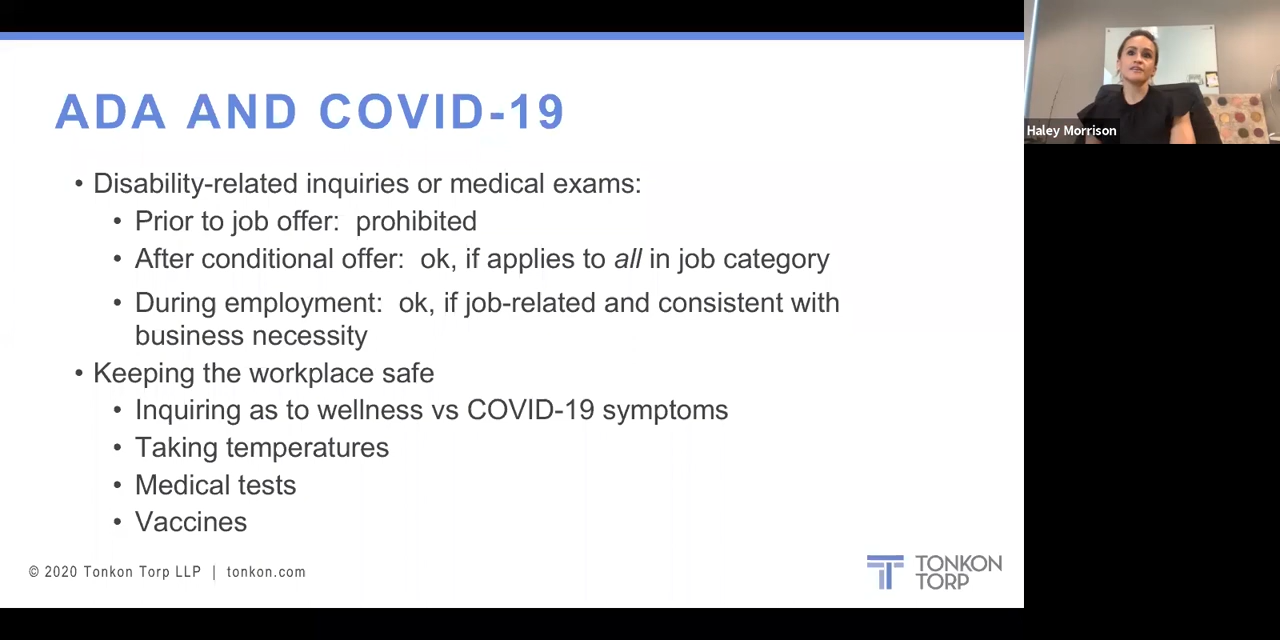 ADA AND COVID-19
• Disability-related inquiries or medical exams:
• Prior to job offer:  prohibited
• After conditional offer:  ok, if applies to all in job category
• During employment:  ok, if job-related and consistent with
business necessity
• Keeping the workplace safe
• Inquiring as to wellness vs COVID-19 symptoms
• Taking temperatures
• Medical tests
• Vaccines
© 2020 Tonkon Torp LLP | tonkon.com
TONKON
TORP
Haley Morrison